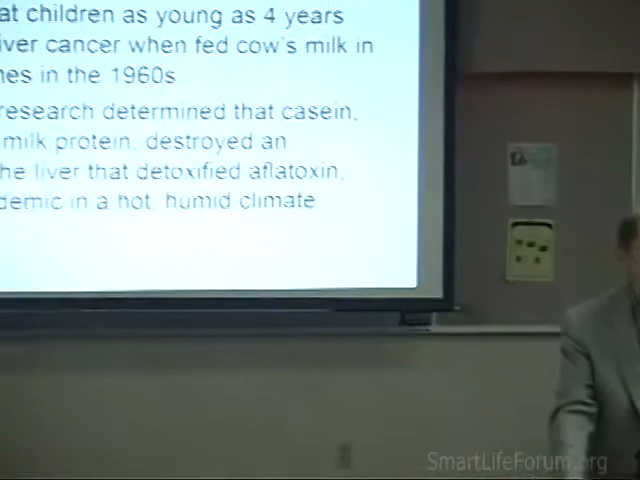 at children as young as 4 years
iver cancer when fed cow's milk in
nes in the 1960s
research determined that casein,
milk protein, destroyed an
he liver that detoxified aflatoxin,
demic in a hot, humid climate
SmartLifeForum.org